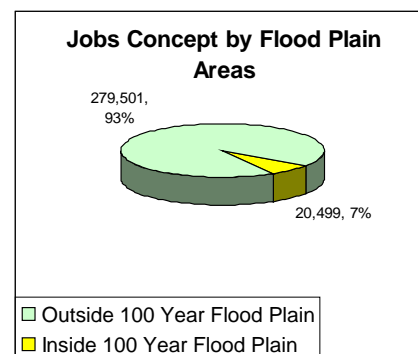 Jobs Concept by Flood Plain
Areas
279,501,
93%
20,499, 7%
Outside 100 Year Flood Plain
Inside 100 Year Flood Plain